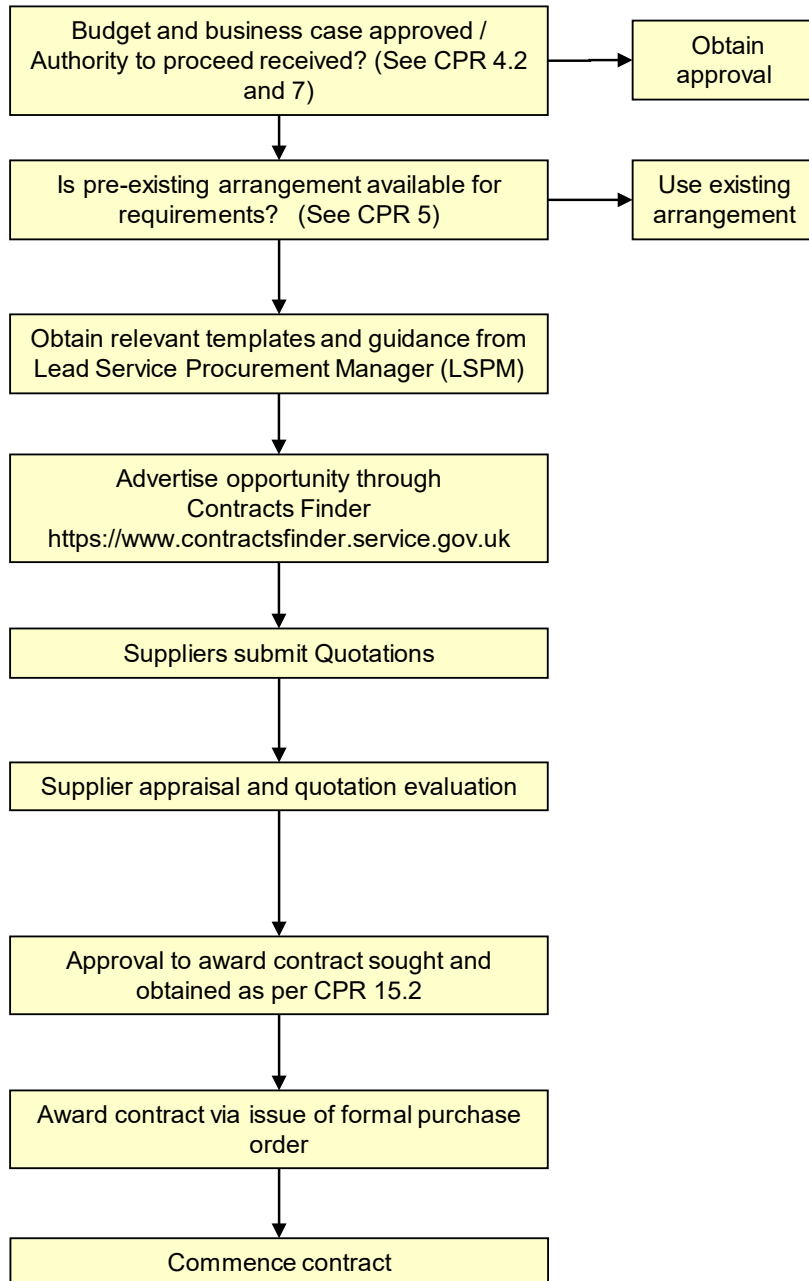 Budget and business case approved /
Authority to proceed received? (See CPR 4.2
and 7)
Obtain
approval
Is pre-existing arrangement available for
requirements? (See CPR 5)
Use existing
arrangement
Obtain relevant templates and guidance from
Lead Service Procurement Manager (LSPM)
Advertise opportunity through
Contracts Finder
https://www.contractsfinder.service.gov.uk
Suppliers submit Quotations
Supplier appraisal and quotation evaluation
Approval to award contract sought and
obtained as per CPR 15.2
Award contract via issue of formal purchase
order
Commence contract